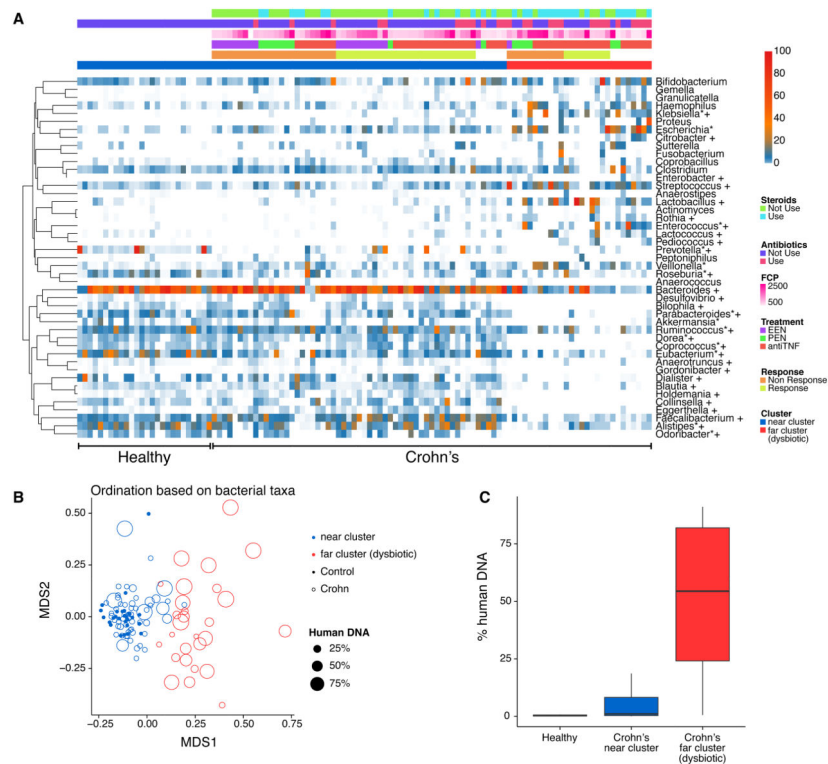 A
Bifidobacterium
Gemella
Granulicatella
Haemophilus
Klebsiella*+
Proteus
Escherichia*
Citrobacter +
Sutterella
Fusobacterium
Coprobacillus
Clostridium
Enterobacter +
Streptococcus +
Anaerostipes
Lactobacillus +
Actinomyces
Rothia +
Enterococcus*+
Lactococcus +
Pediococcus +
Prevotella*+
Peptoniphilus
Veillonella*
Roseburia*+
Anaerococcus
Bacteroides +
Desulfovibrio +
Bilophila +
Parabacteroides*+
Akkermansia*
Ruminococcus*+
Dorea*+
Coprococcus*+
Eubacterium*+
Anaerotruncus +
Gordonibacter +
Dialister +
Blautia +
Holdemania +
Collinsella +
Eggerthella +
Faecalibacterium +
Alistipes*+
Odoribacter*+
Healthy
Crohn's
100
80
60
40
20
0
Steroids
Not Use
Use
Antibiotics
Not Use
Use
FCP
2500
500
Treatment
EEN
PEN
antiTNF
Response
Non Response
Response
Cluster
near cluster
far cluster
(dysbiotic)
B
Ordination based on bacterial taxa
MDS2
0.50
0.25
0.00
−0.25
−0.25
0.00
0.25
0.50
0.75
MDS1
near cluster
far cluster (dysbiotic)
Control
Crohn
Human DNA
25%
50%
75%
C
% human DNA
75
50
25
0
Healthy
Crohn's
near cluster
Crohn's
far cluster
(dysbiotic)